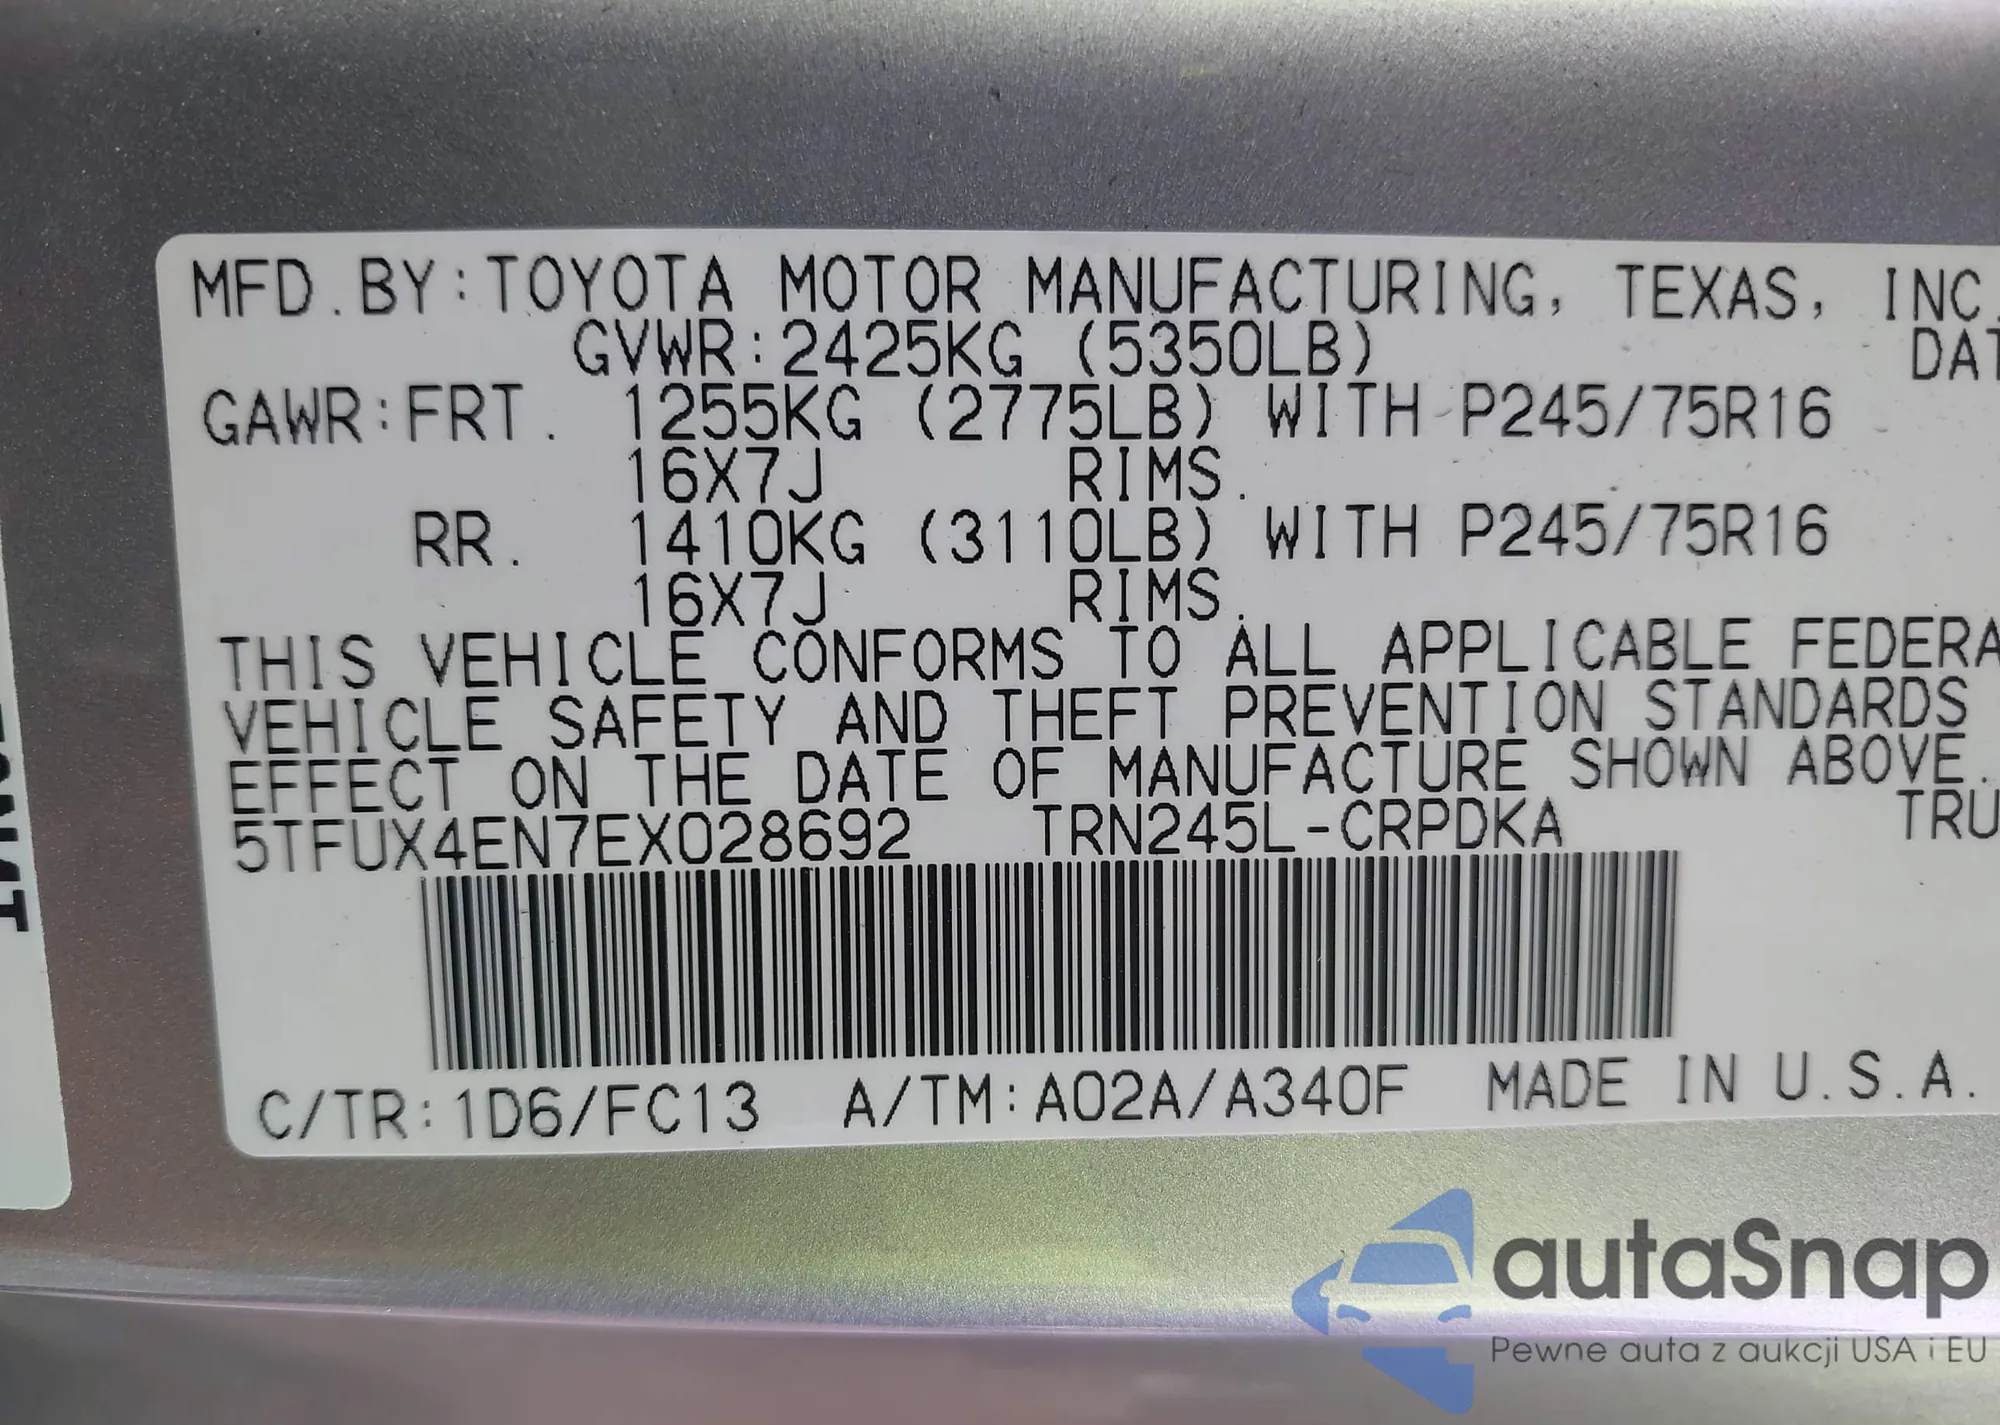 MFD.BY:TOYOTA MOTOR MANUFACTURING, TEXAS, INC.
GVWR:2425KG (5350LB) DAT
GAWR:FRT. 1255KG (2775LB) WITH P245/75R16
16X7J RIMS.
RR. 1410KG (3110LB) WITH P245/75R16
16X7J RIMS.
THIS VEHICLE CONFORMS TO ALL APPLICABLE FEDERA
VEHICLE SAFETY AND THEFT PREVENTION STANDARDS
EFFECT ON THE DATE OF MANUFACTURE SHOWN ABOVE.
5TFUX4EN7EX028692 TRN245L-CRPDKA TRU
C/TR:1D6/FC13 A/TM:A02A/A340F MADE IN U.S.A.
autaSnap
Pewne auta z aukcji USA i EU